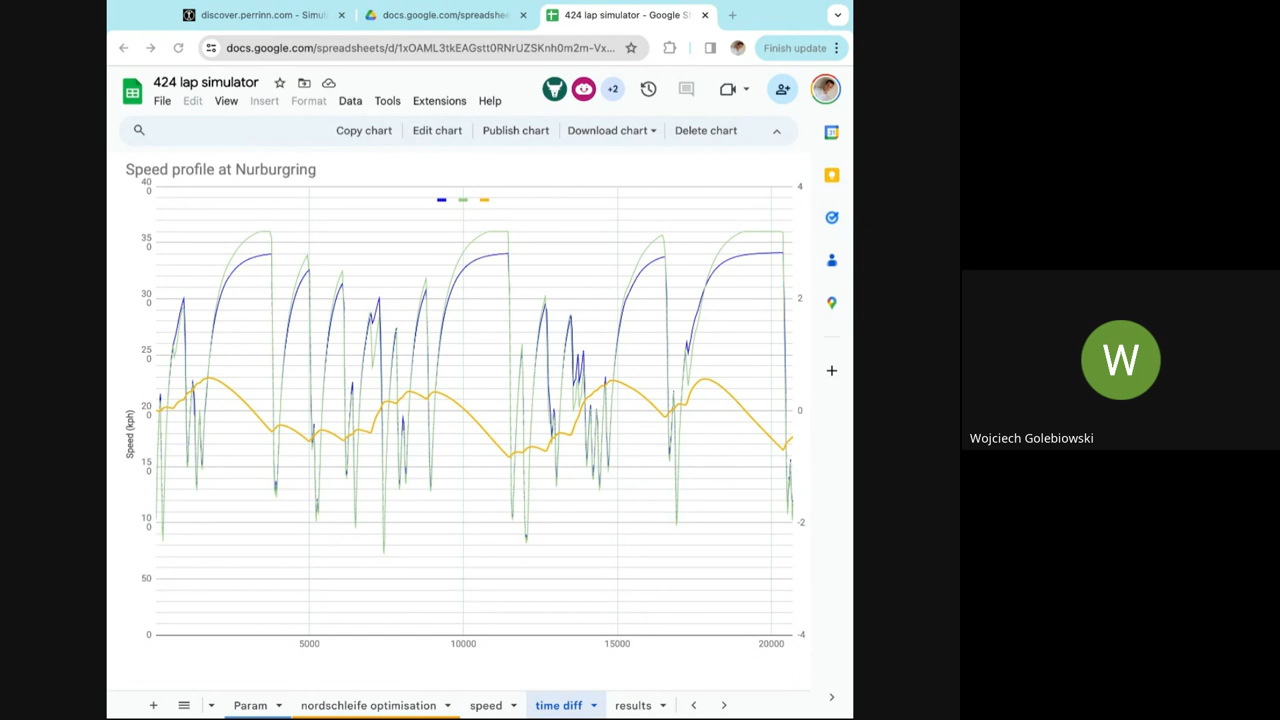 discover.perrinn.com - Simul
docs.google.com/spreadshee
424 lap simulator - Google S
docs.google.com/spreadsheets/d/1xOAML3tkEAGstt0RNrUZSKnh0m2m-Vx...
Finish update
424 lap simulator
+2
File Edit View Insert Format Data Tools Extensions Help
Copy chart Edit chart Publish chart Download chart Delete chart
Speed profile at Nurburgring
40
0
4
35
0
30
0
2
25
0
20
0
0
Speed (kph)
15
0
10
0
-2
50
0
-4
5000 10000 15000 20000
W
Wojciech Golebiowski
Param nordschleife optimisation speed time diff results